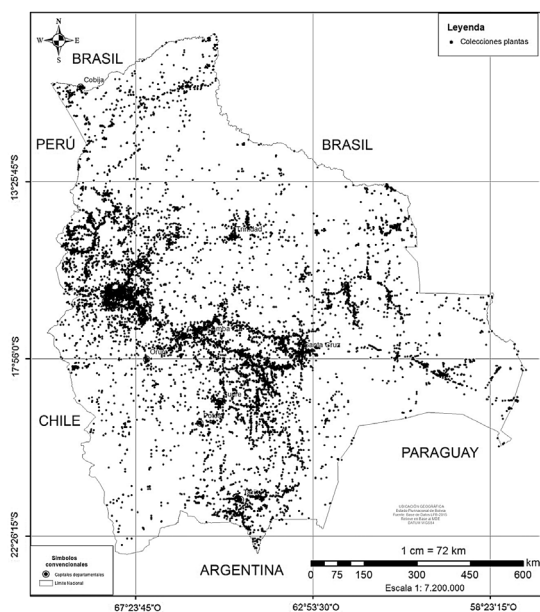 N
W E
S
Leyenda
Colecciones plantas
BRASIL
Cobija
PERÚ
BRASIL
13°25'45"S
Trinidad
Santa Cruz
17°56'0"S
CHILE
PARAGUAY
22°26'15"S
Símbolos
convencionales
Capitales departamentales
Límite Nacional
1 cm = 72 km
0 75 150 300 450 600 km
Escala 1: 7.200.000
ARGENTINA
67°23'45"O
62°53'30"O
58°23'15"O